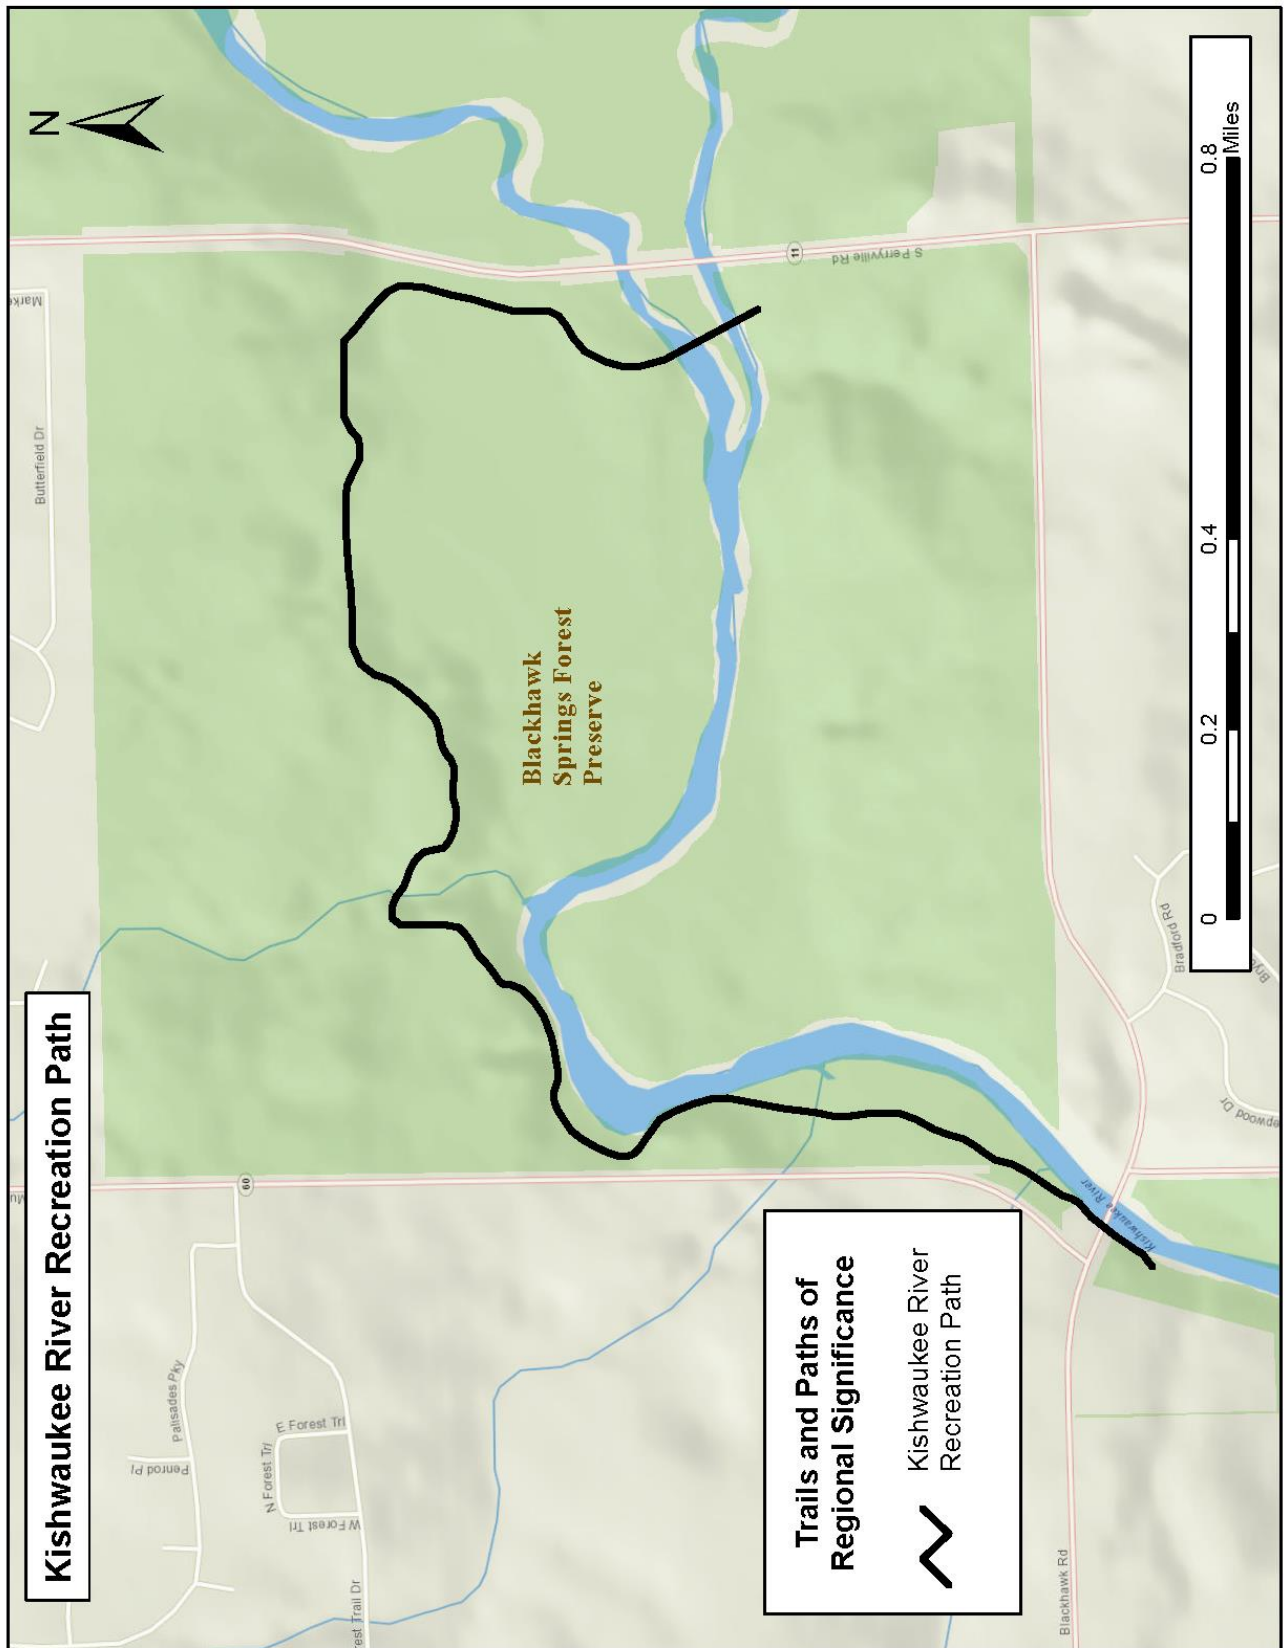 Kishwaukee River Recreation Path
N
Butterfield Dr
S Perryville Rd
11
60
Palisades Pky
Penrod Pl
N Forest Trl
E Forest Trl
W Forest Trl
Blackhawk
Springs Forest
Preserve
Kishwaukee River
Blackhawk Rd
Bradford Rd
Trails and Paths of
Regional Significance
Kishwaukee River
Recreation Path
0
0.2
0.4
0.8
Miles